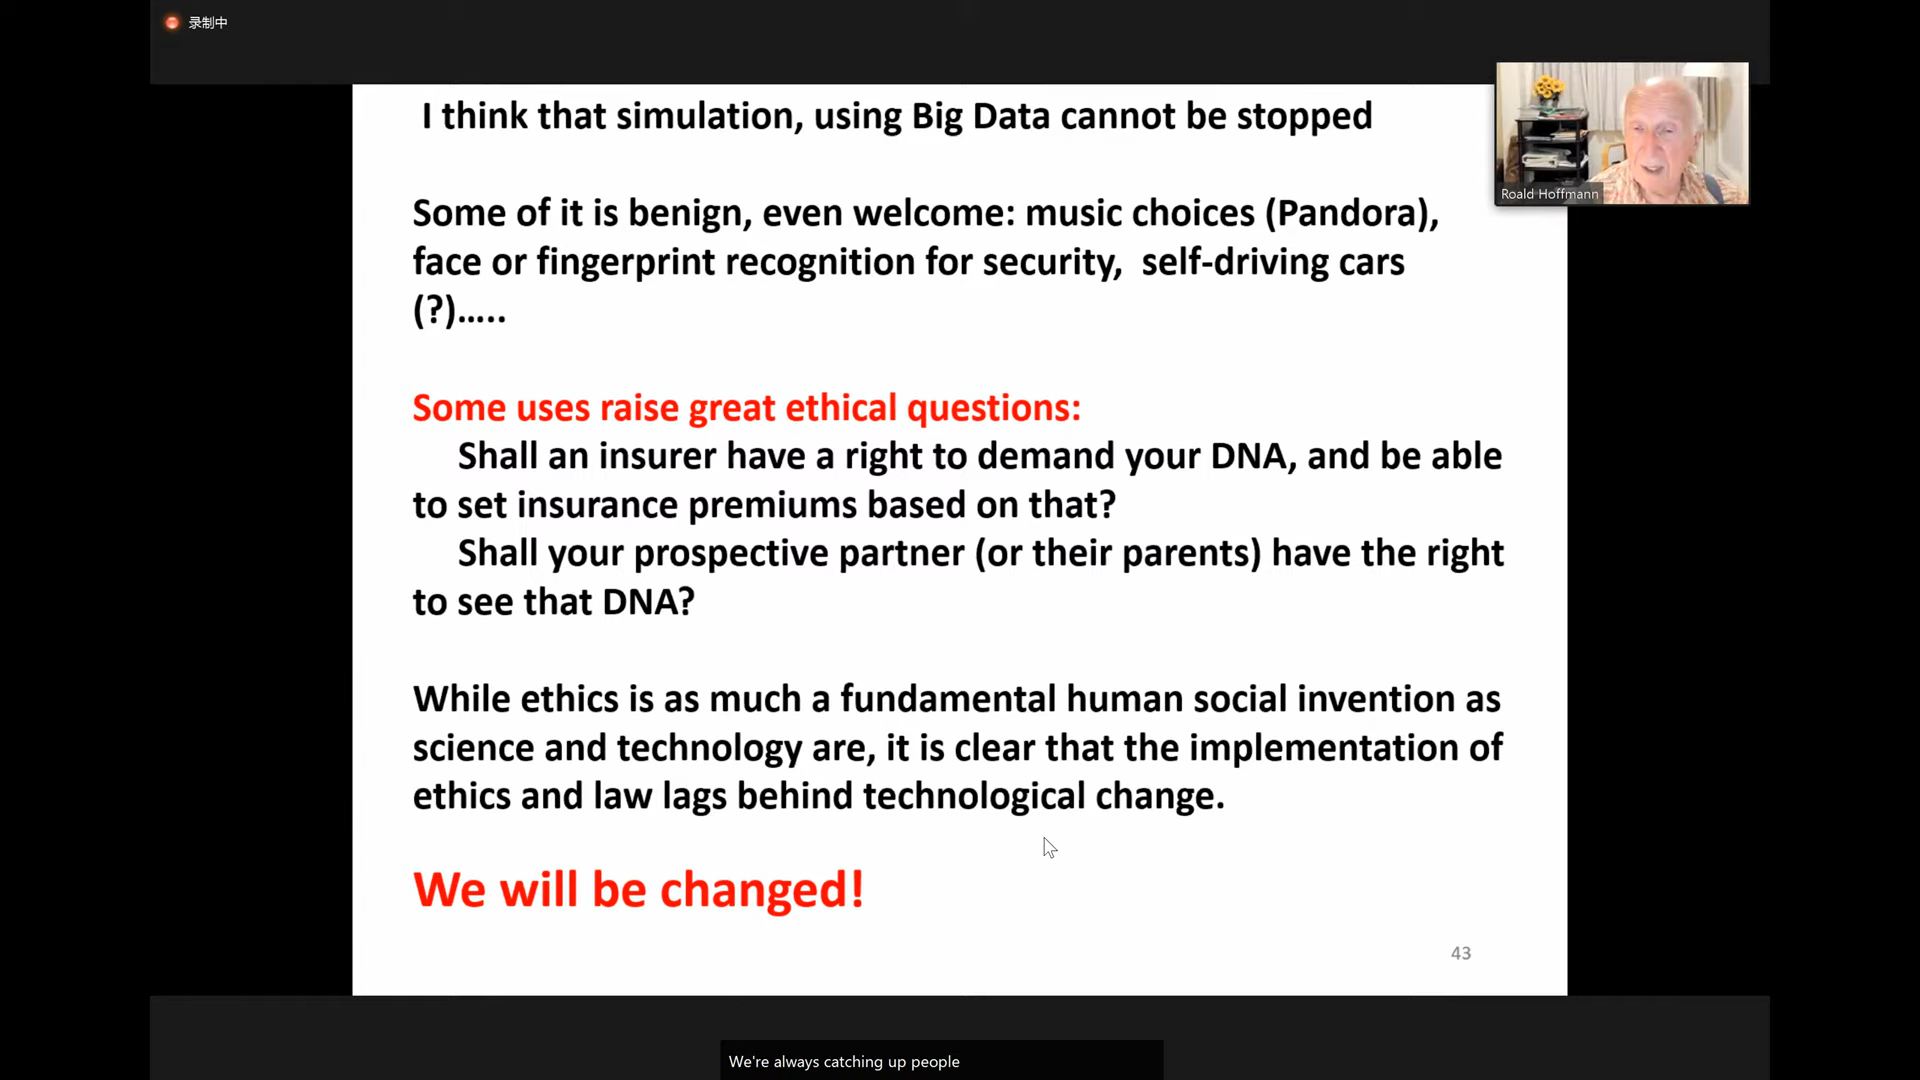 录制中
I think that simulation, using Big Data cannot be stopped
Roald Hoffmann
Some of it is benign, even welcome: music choices (Pandora),
face or fingerprint recognition for security, self-driving cars
(?)…..
Some uses raise great ethical questions:
Shall an insurer have a right to demand your DNA, and be able
to set insurance premiums based on that?
Shall your prospective partner (or their parents) have the right
to see that DNA?
While ethics is as much a fundamental human social invention as
science and technology are, it is clear that the implementation of
ethics and law lags behind technological change.
We will be changed!
43
We're always catching up people